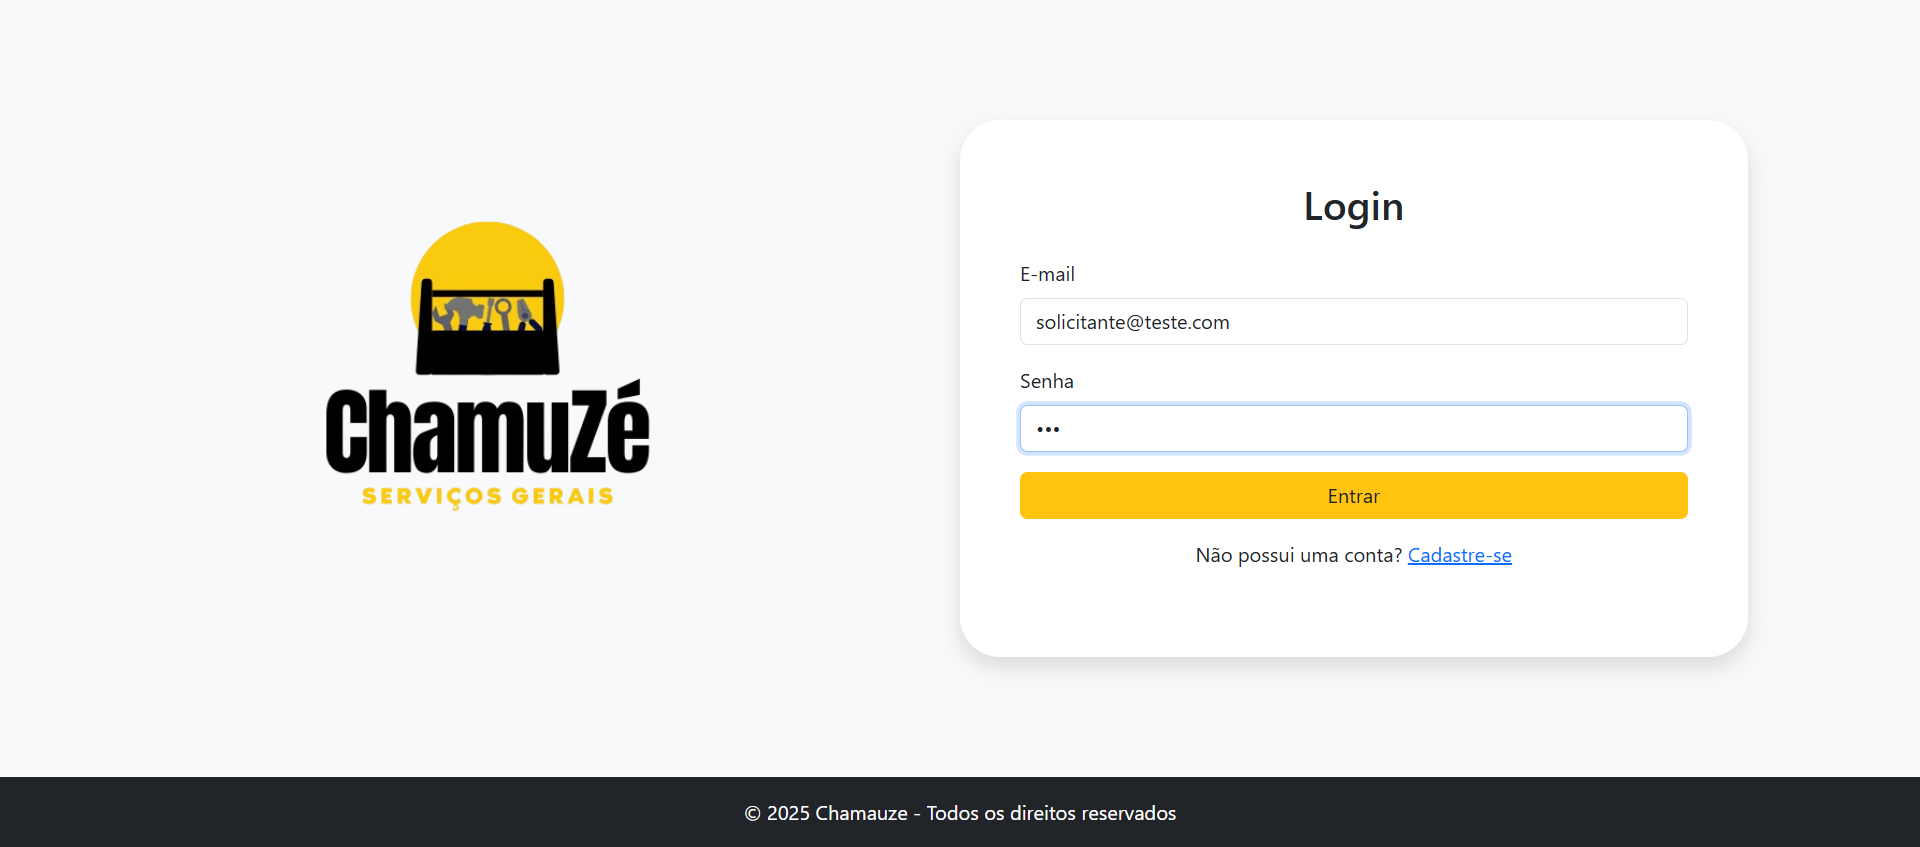 ChamuZé
SERVIÇOS GERAIS
Login
E-mail
solicitante@teste.com
Senha
•••
Entrar
Não possui uma conta? Cadastre-se
© 2025 Chamauze - Todos os direitos reservados